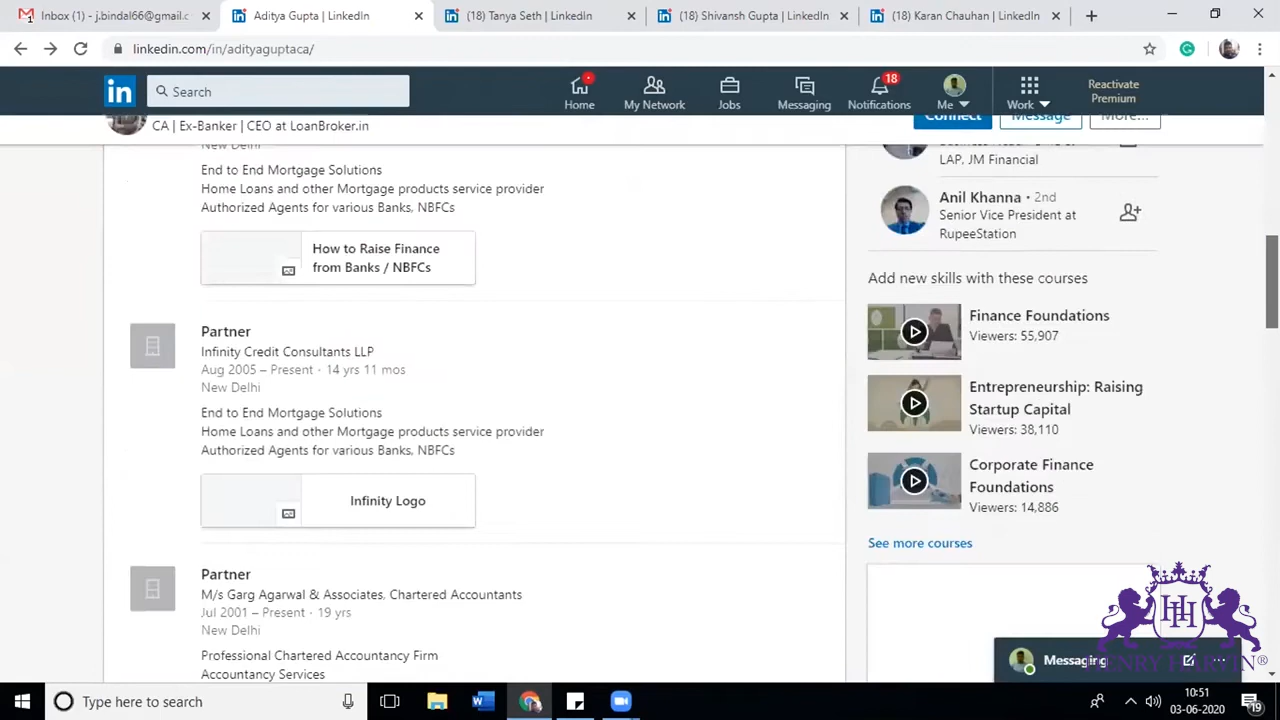 Inbox (1) - j.bindal66@gmail.c
Aditya Gupta | LinkedIn
(18) Tanya Seth | LinkedIn
(18) Shivansh Gupta | LinkedIn
(18) Karan Chauhan | LinkedIn
linkedin.com/in/adityaguptaca/
in
Search
Home
My Network
Jobs
Messaging
18
Notifications
Me
Work
Reactivate
Premium
CA | Ex-Banker | CEO at LoanBroker.in
Connect
Message
More...
New Delhi
End to End Mortgage Solutions
Home Loans and other Mortgage products service provider
Authorized Agents for various Banks, NBFCs
How to Raise Finance
from Banks / NBFCs
Partner
Infinity Credit Consultants LLP
Aug 2005 – Present · 14 yrs 11 mos
New Delhi
End to End Mortgage Solutions
Home Loans and other Mortgage products service provider
Authorized Agents for various Banks, NBFCs
Infinity Logo
Partner
M/s Garg Agarwal & Associates, Chartered Accountants
Jul 2001 – Present · 19 yrs
New Delhi
Professional Chartered Accountancy Firm
Accountancy Services
LAP, JM Financial
Anil Khanna • 2nd
Senior Vice President at
RupeeStation
Add new skills with these courses
Finance Foundations
Viewers: 55,907
Entrepreneurship: Raising
Startup Capital
Viewers: 38,110
Corporate Finance
Foundations
Viewers: 14,886
See more courses
Messaging
HENRY HARVIN®
Type here to search
10:51
03-06-2020
19